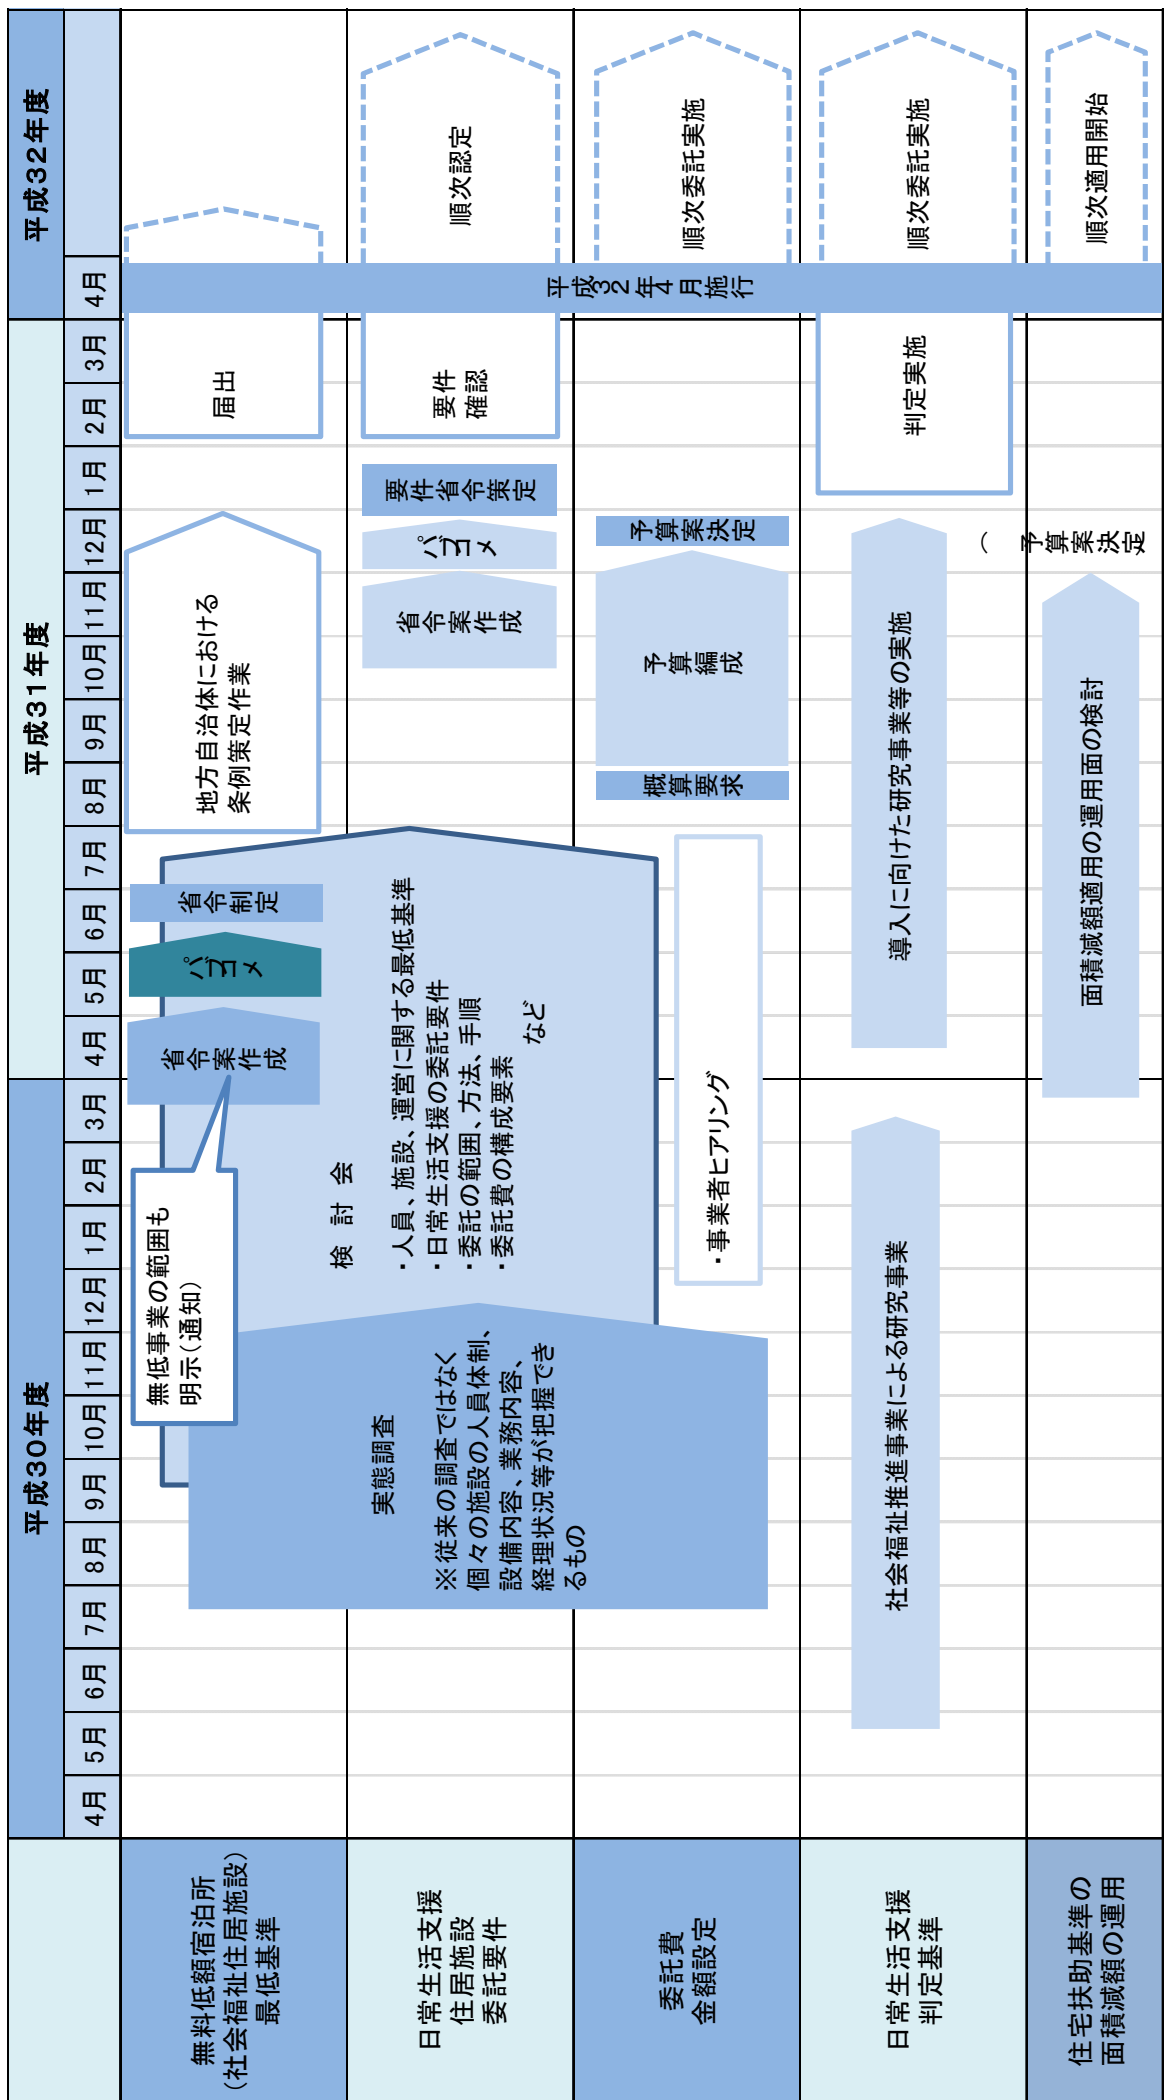 平成30年度
平成31年度
平成32年度
4月
5月
6月
7月
8月
9月
10月
11月
12月
1月
2月
3月
4月
5月
6月
7月
8月
9月
10月
11月
12月
1月
2月
3月
4月
無料低額宿泊所
（社会福祉住居施設）
最低基準
無低事業の範囲も
明示（通知）
省令案作成
パブコメ
省令制定
地方自治体における
条例策定作業
届出
日常生活支援
住居施設
委託要件
実態調査
※従来の調査ではなく
個々の施設の人員体制、
設備内容、業務内容、
経理状況等が把握でき
るもの
検 討 会
・人員、施設、運営に関する最低基準
・日常生活支援の委託要件
・委託の範囲、方法、手順
・委託費の構成要素
など
省令案作成
パブコメ
要件省令策定
要件
確認
順次認定
委託費
金額設定
・事業者ヒアリング
概算要求
予算編成
予算案決定
順次委託実施
日常生活支援
判定基準
社会福祉推進事業による研究事業
導入に向けた研究事業等の実施
判定実施
順次委託実施
住宅扶助基準の
面積減額の運用
面積減額適用の運用面の検討
（予算案決定）
順次適用開始
平成32年4月施行